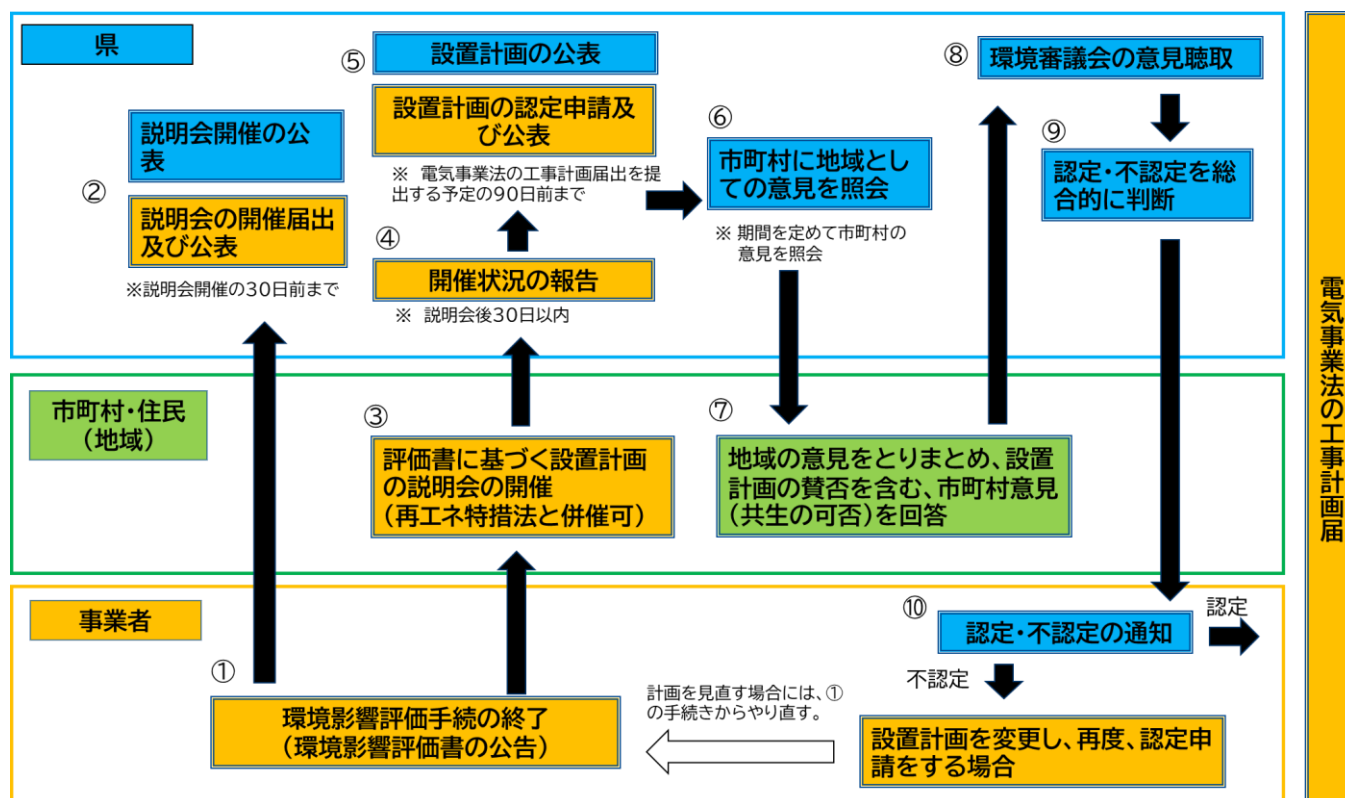 県
②
説明会開催の公
表
説明会の開催届出
及び公表
※説明会開催の30日前まで
⑤
設置計画の公表
設置計画の認定申請及
び公表
※ 電気事業法の工事計画届出を提
出する予定の90日前まで
④
開催状況の報告
※ 説明会後30日以内
⑥
市町村に地域とし
ての意見を照会
※ 期間を定めて市町村の
意見を照会
⑧
環境審議会の意見聴取
⑨
認定・不認定を総
合的に判断
市町村・住民
（地域）
③
評価書に基づく設置計画
の説明会の開催
（再エネ特措法と併催可）
⑦
地域の意見をとりまとめ、設置
計画の賛否を含む、市町村意見
（共生の可否）を回答
事業者
①
環境影響評価手続の終了
（環境影響評価書の公告）
計画を見直す場合には、①
の手続きからやり直す。
⑩
認定・不認定の通知
認定
不認定
設置計画を変更し、再度、認定申
請をする場合
電気事業法の工事計画届